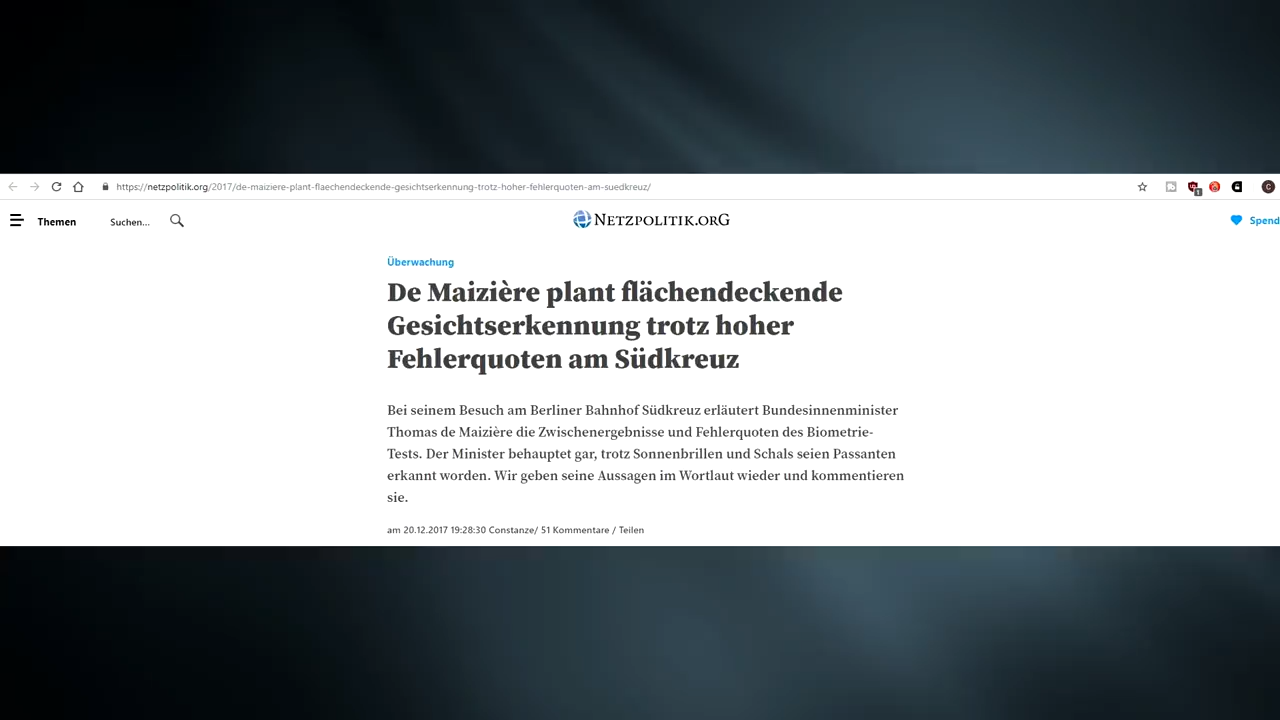 https://netzpolitik.org/2017/de-maiziere-plant-flaechendeckende-gesichtserkennung-trotz-hoher-fehlerquoten-am-suedkreuz/
1
C
Themen
Suchen...
NETZPOLITIK.ORG
Spend
Überwachung
De Maizière plant flächendeckende
Gesichtserkennung trotz hoher
Fehlerquoten am Südkreuz
Bei seinem Besuch am Berliner Bahnhof Südkreuz erläutert Bundesinnenminister
Thomas de Maizière die Zwischenergebnisse und Fehlerquoten des Biometrie-
Tests. Der Minister behauptet gar, trotz Sonnenbrillen und Schals seien Passanten
erkannt worden. Wir geben seine Aussagen im Wortlaut wieder und kommentieren
sie.
am 20.12.2017 19:28:30 Constanze/ 51 Kommentare / Teilen